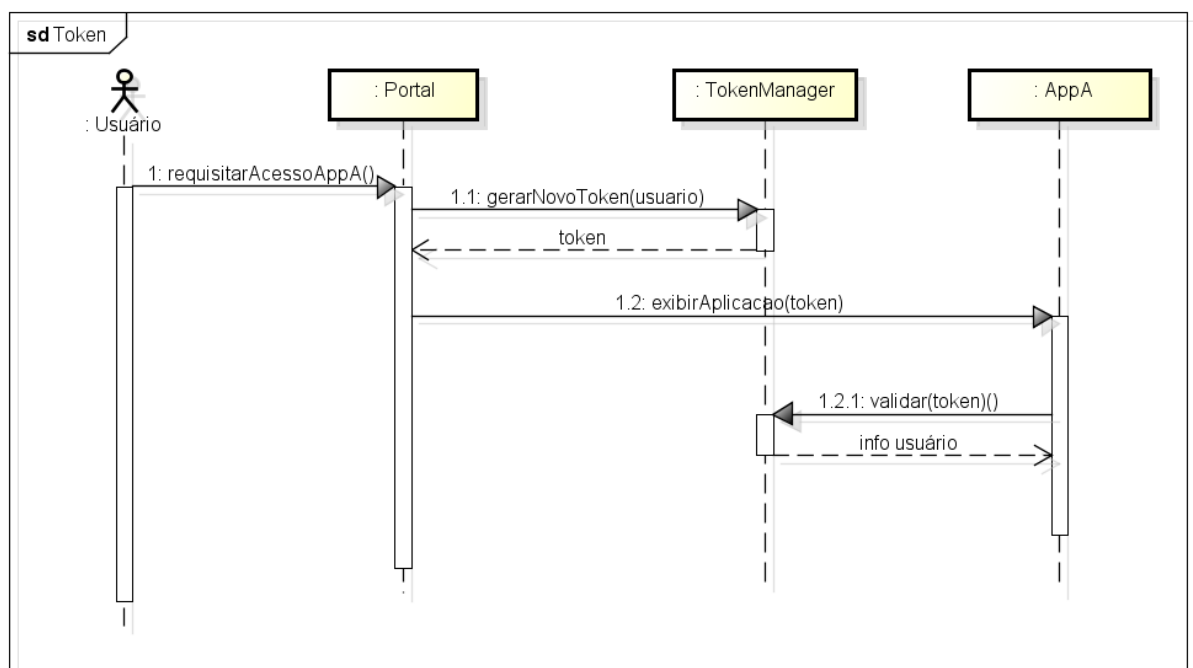 sd Token
: Usuário
: Portal
: TokenManager
: AppA
1: requisitarAcessoAppA()
1.1: gerarNovoToken(usuario)
token
1.2: exibirAplicacao(token)
1.2.1: validar(token)()
info usuário